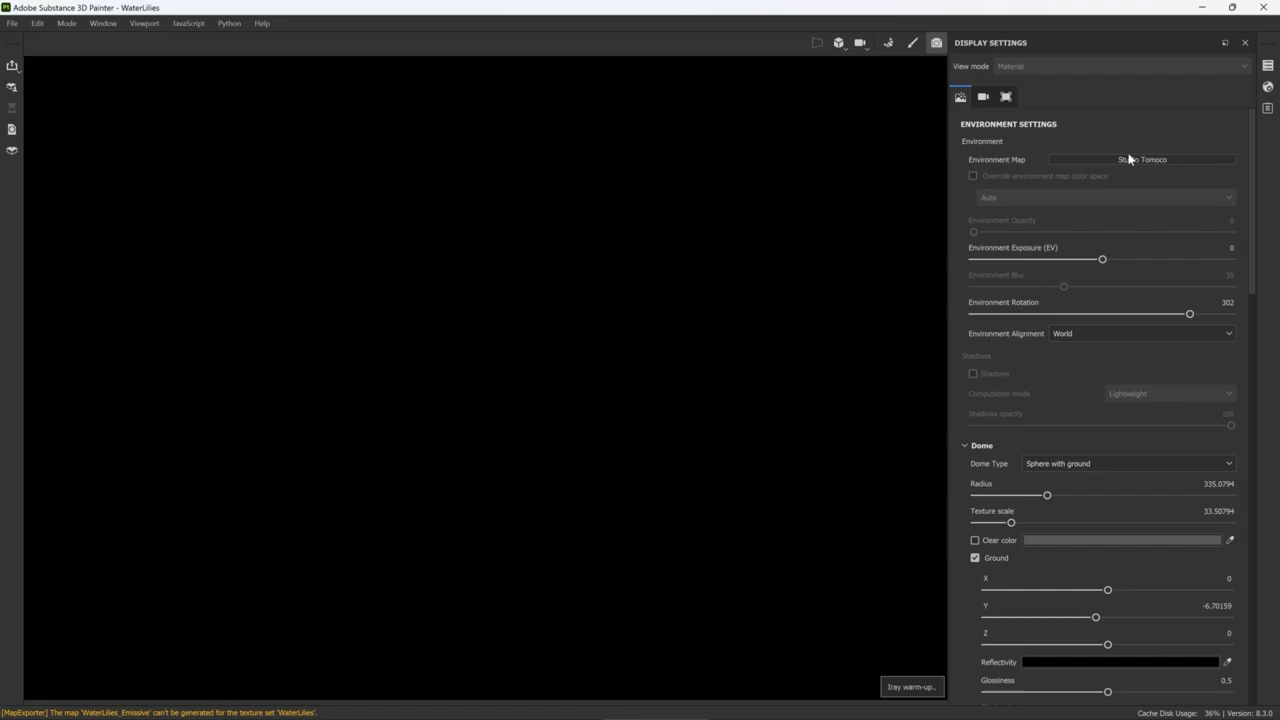 Adobe Substance 3D Painter - WaterLilies
File Edit Mode Window Viewport JavaScript Python Help
DISPLAY SETTINGS
View mode Material
ENVIRONMENT SETTINGS
Environment
Environment Map Tomoco
Override environment map color space
Auto
Environment Opacity 6
Environment Exposure (EV) 0
Environment Blur 35
Environment Rotation 302
Environment Alignment World
Shadows
Shadows
Computation mode Lightweight
Shadows opacity 100
Dome
Dome Type Sphere with ground
Radius 335.0794
Texture scale 33.50794
Clear color
Ground
X 0
Y -6.70159
Z 0
Reflectivity
Glossiness 0.5
Iray warm-up..
[MapExporter] The map 'WaterLilies_Emissive' can't be generated for the texture set 'WaterLilies'.
Cache Disk Usage: 36% | Version: 8.3.0